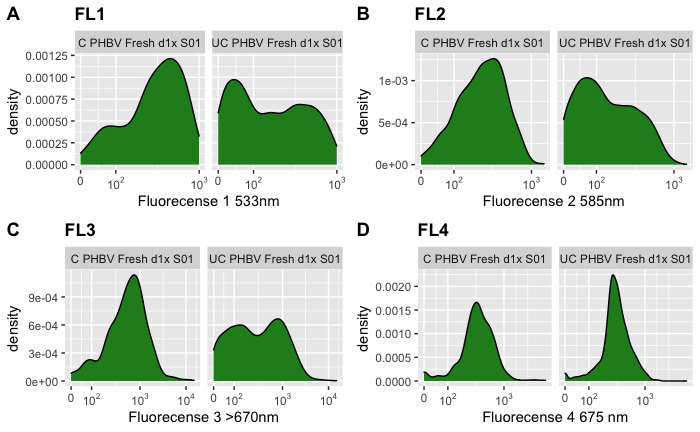 A FL1
C PHBV Fresh d1x S01 UC PHBV Fresh d1x S01
density
0.00125
0.00100
0.00075
0.00050
0.00025
0.00000
0 10² 10³ 0 10² 10³
Fluorecense 1 533nm
B FL2
C PHBV Fresh d1x S01 UC PHBV Fresh d1x S01
density
1e-03
5e-04
0e+00
0 10² 10³ 0 10² 10³
Fluorecense 2 585nm
C FL3
C PHBV Fresh d1x S01 UC PHBV Fresh d1x S01
density
9e-04
6e-04
3e-04
0e+00
0 10² 10³ 10⁴ 0 10² 10³ 10⁴
Fluorecense 3 >670nm
D FL4
C PHBV Fresh d1x S01 UC PHBV Fresh d1x S01
density
0.0020
0.0015
0.0010
0.0005
0.0000
0 10² 10³ 0 10² 10³
Fluorecense 4 675 nm